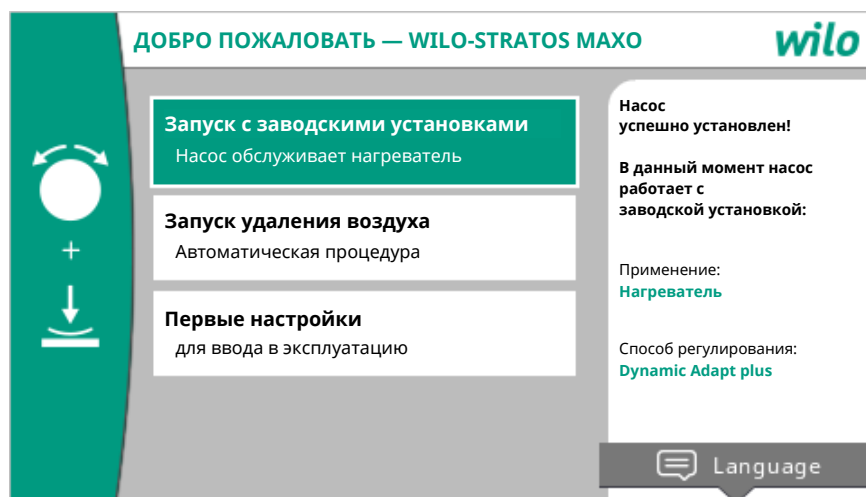 ДОБРО ПОЖАЛОВАТЬ — WILO-STRATOS MAXO
wilo
Запуск с заводскими установками
Насос обслуживает нагреватель
Запуск удаления воздуха
Автоматическая процедура
Первые настройки
для ввода в эксплуатацию
+
Насос
успешно установлен!
В данный момент насос
работает с
заводской установкой:
Применение:
Нагреватель
Способ регулирования:
Dynamic Adapt plus
Language